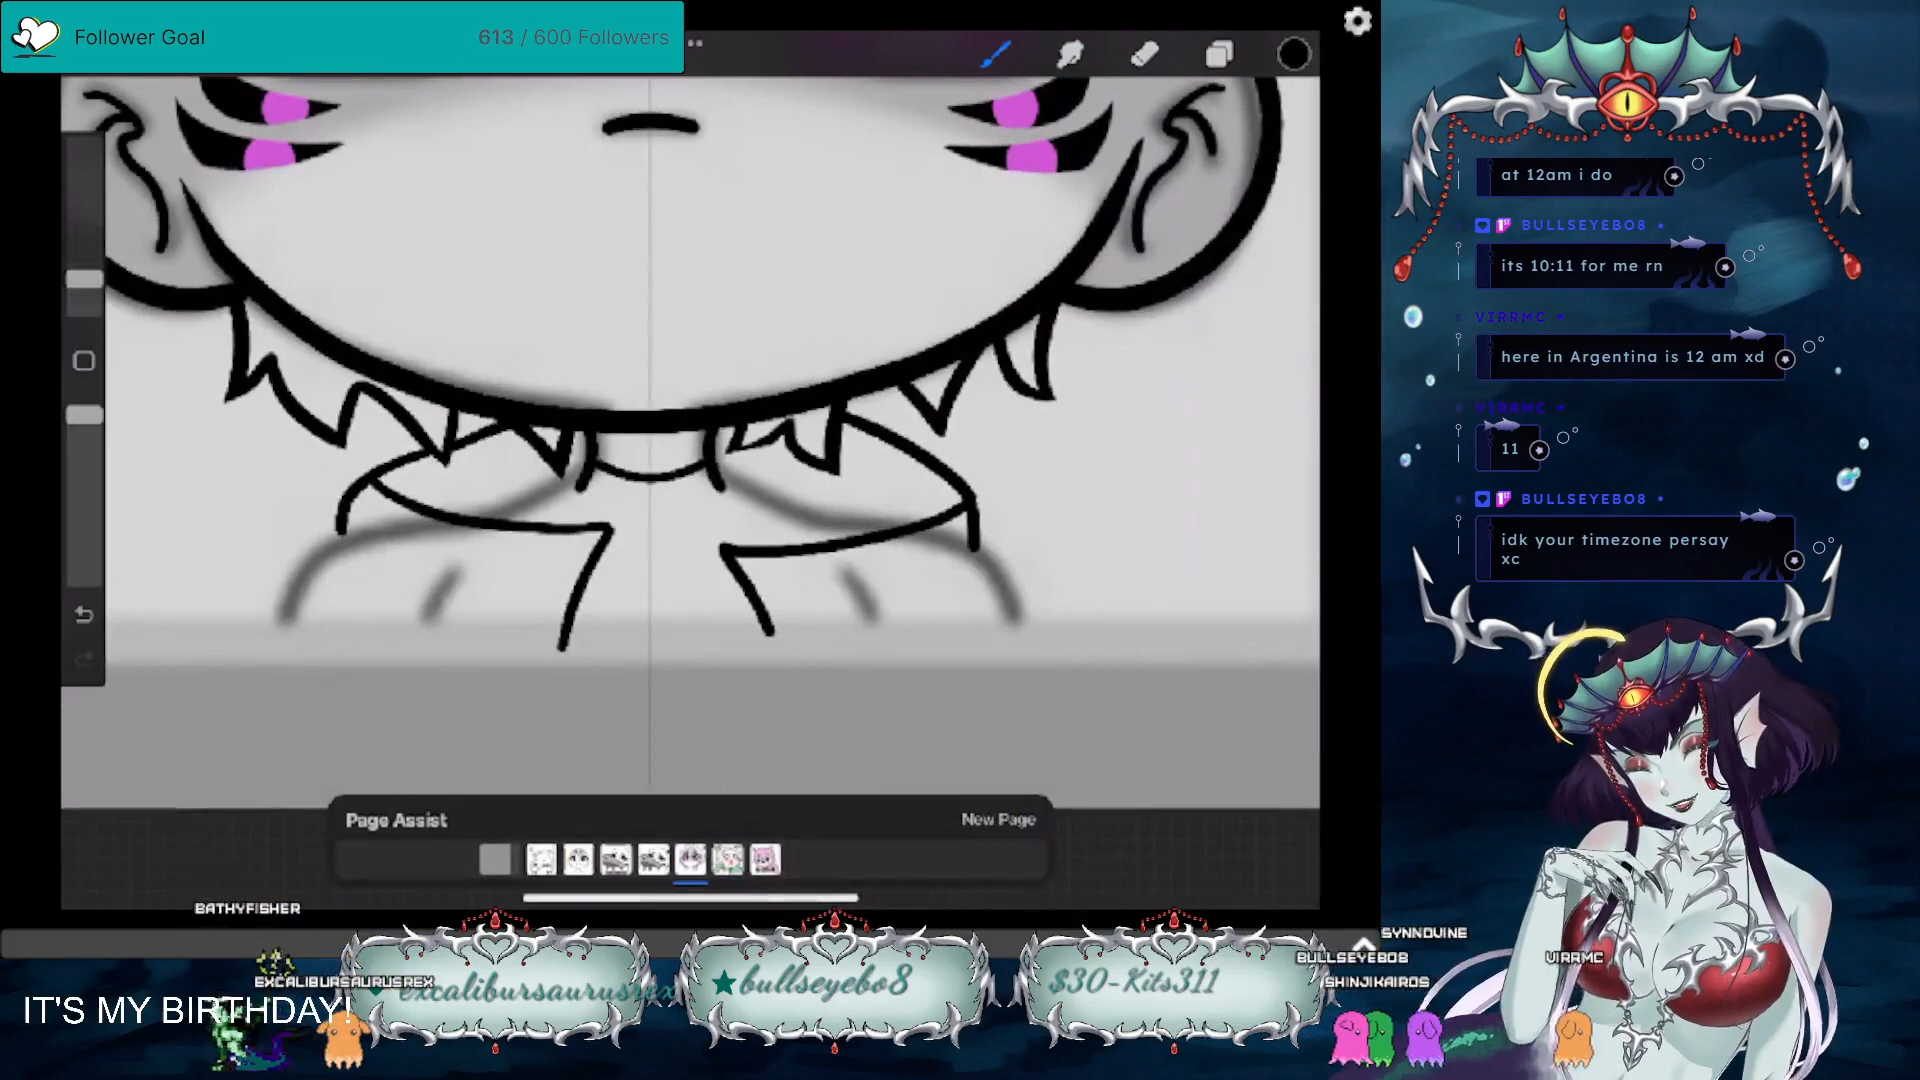 Follower Goal
613 / 600 Followers
at 12am i do
BULLSEYEBO8
its 10:11 for me rn
VIRRMC
here in Argentina is 12 am xd
VIRRMC
11
BULLSEYEBO8
idk your timezone persay
xc
Page Assist
New Page
BATHYFISHER
EXCALIBURSAURUSREX
IT'S MY BIRTHDAY!
excalibursaurusrex
bullseyebo8
$30-Kits311
SYNNOVINE
BULLSEYEBO8
VIRRMC
SHINJIKAIROS